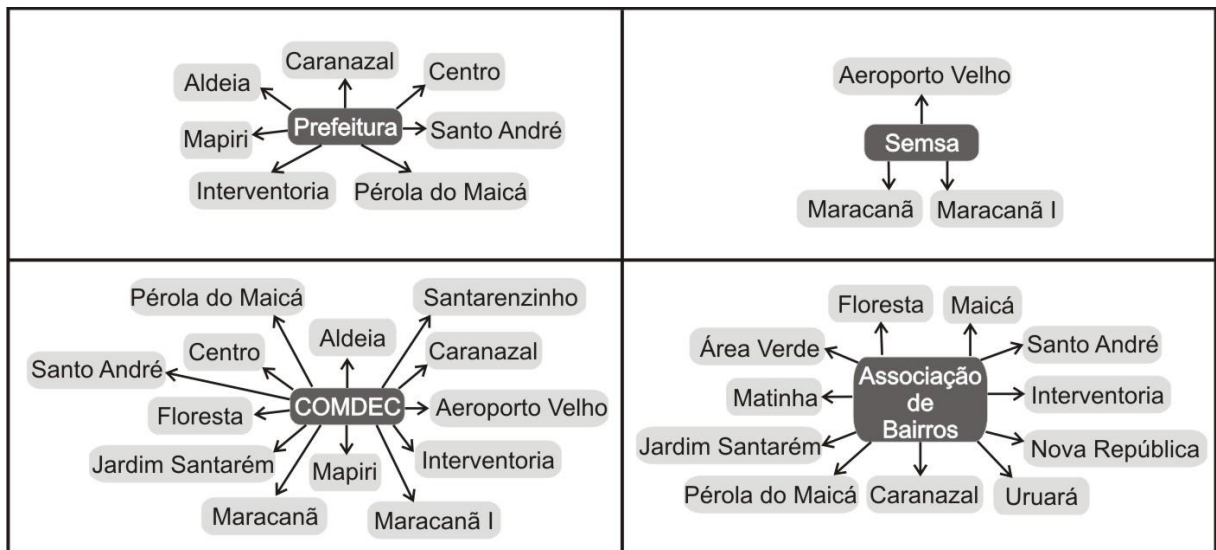 Caranazal
Centro
Aldeia
Prefeitura
Santo André
Mapiri
Interventoria
Pérola do Maicá
Aeroporto Velho
Semsa
Maracanã
Maracanã I
Pérola do Maicá
Santarenzinho
Aldeia
Centro
Caranazal
Santo André
COMDEC
Aeroporto Velho
Floresta
Jardim Santarém
Mapiri
Interventoria
Maracanã
Maracanã I
Floresta
Maicá
Área Verde
Santo André
Associação
de
Bairros
Matinha
Interventoria
Jardim Santarém
Nova República
Pérola do Maicá
Caranazal
Uruará